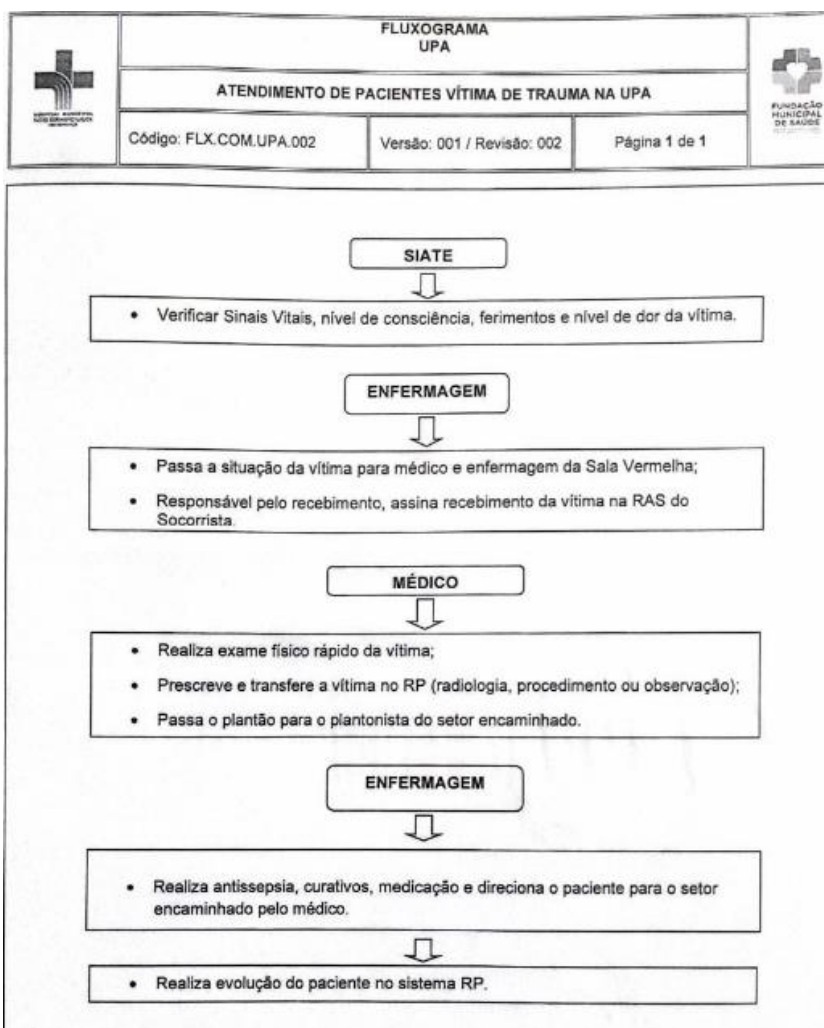 FLUXOGRAMA
UPA
ATENDIMENTO DE PACIENTES VÍTIMA DE TRAUMA NA UPA
Código: FLX.COM.UPA.002
Versão: 001 / Revisão: 002
Página 1 de 1
FUNDAÇÃO
MUNICIPAL
DE SAÚDE
SIATE
• Verificar Sinais Vitais, nível de consciência, ferimentos e nível de dor da vítima.
ENFERMAGEM
• Passa a situação da vítima para médico e enfermagem da Sala Vermelha;
• Responsável pelo recebimento, assina recebimento da vítima na RAS do
Socorrista.
MÉDICO
• Realiza exame físico rápido da vítima;
• Prescreve e transfere a vítima no RP (radiologia, procedimento ou observação);
• Passa o plantão para o plantonista do setor encaminhado.
ENFERMAGEM
• Realiza antissepsia, curativos, medicação e direciona o paciente para o setor
encaminhado pelo médico.
• Realiza evolução do paciente no sistema RP.